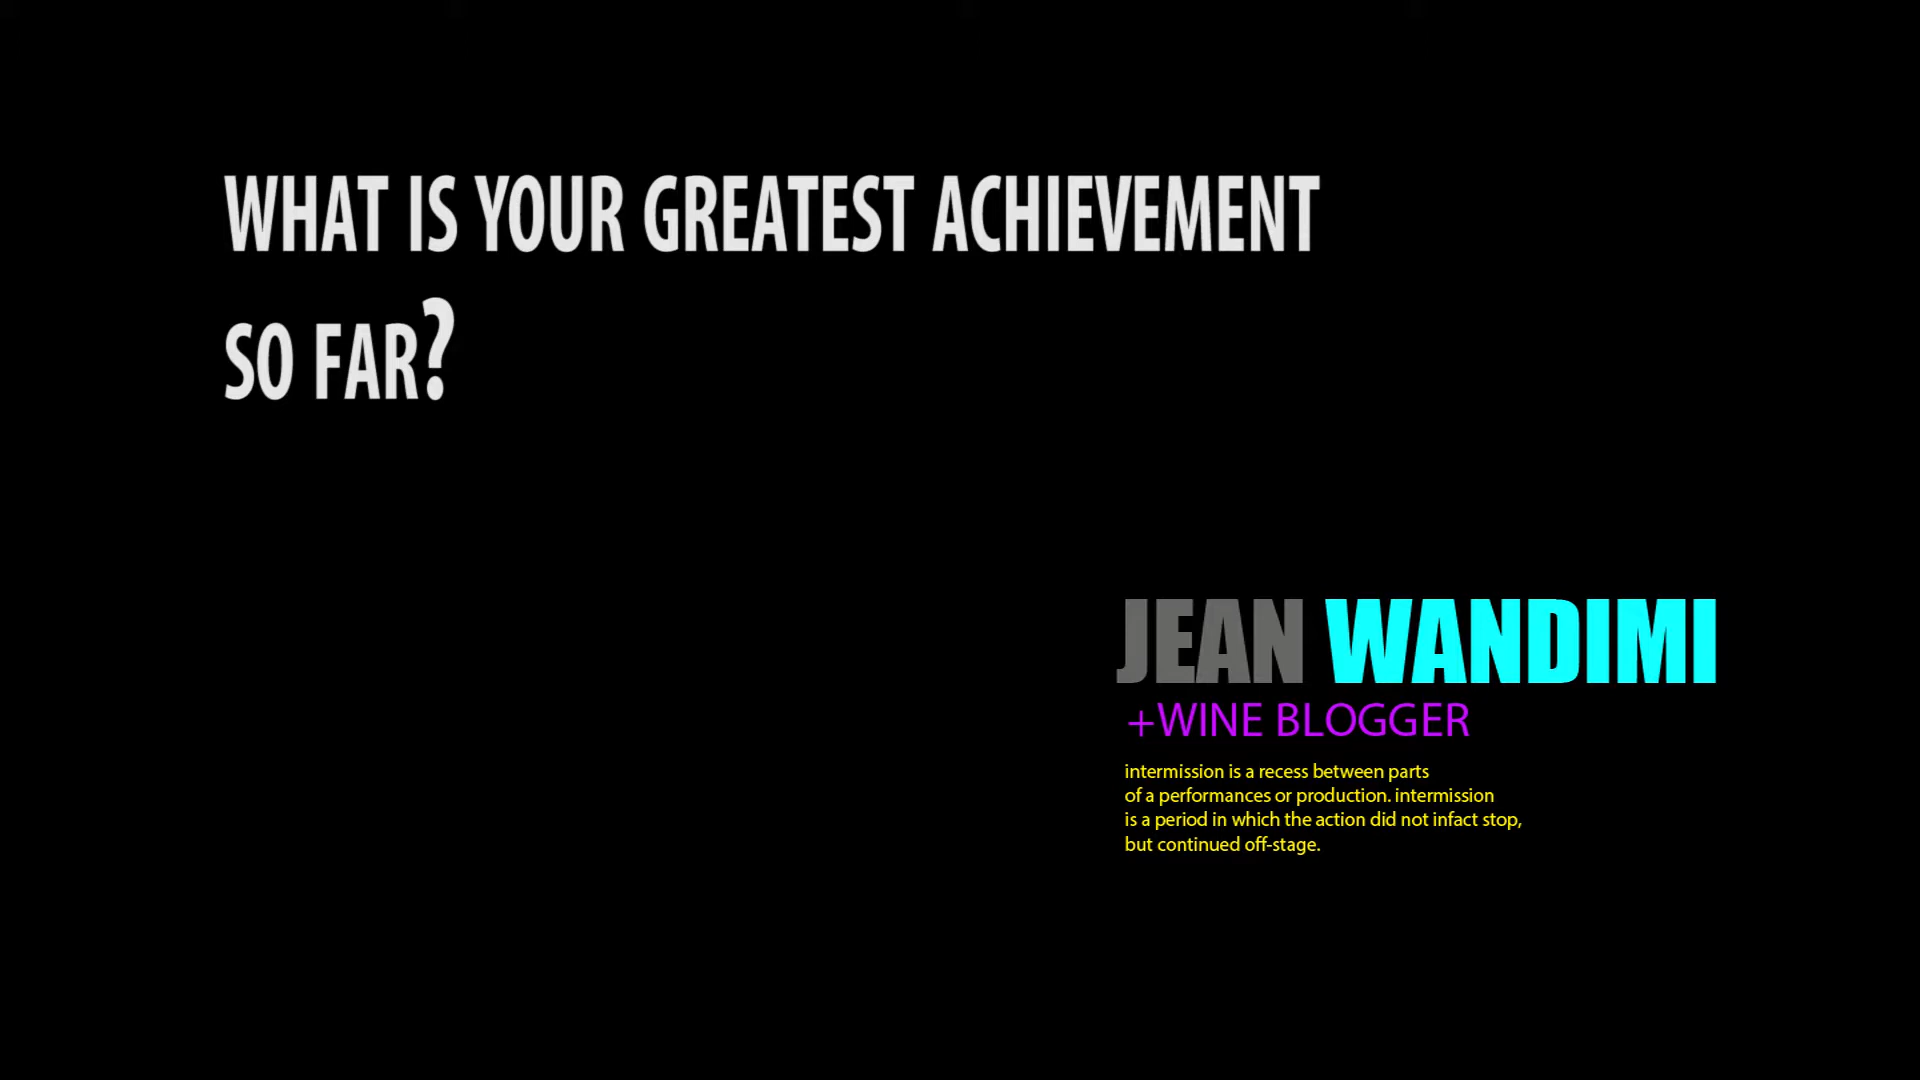 WHAT IS YOUR GREATEST ACHIEVEMENT
SO FAR?
JEAN WANDIMI
+WINE BLOGGER
intermission is a recess between parts
of a performances or production. intermission
is a period in which the action did not infact stop,
but continued off-stage.